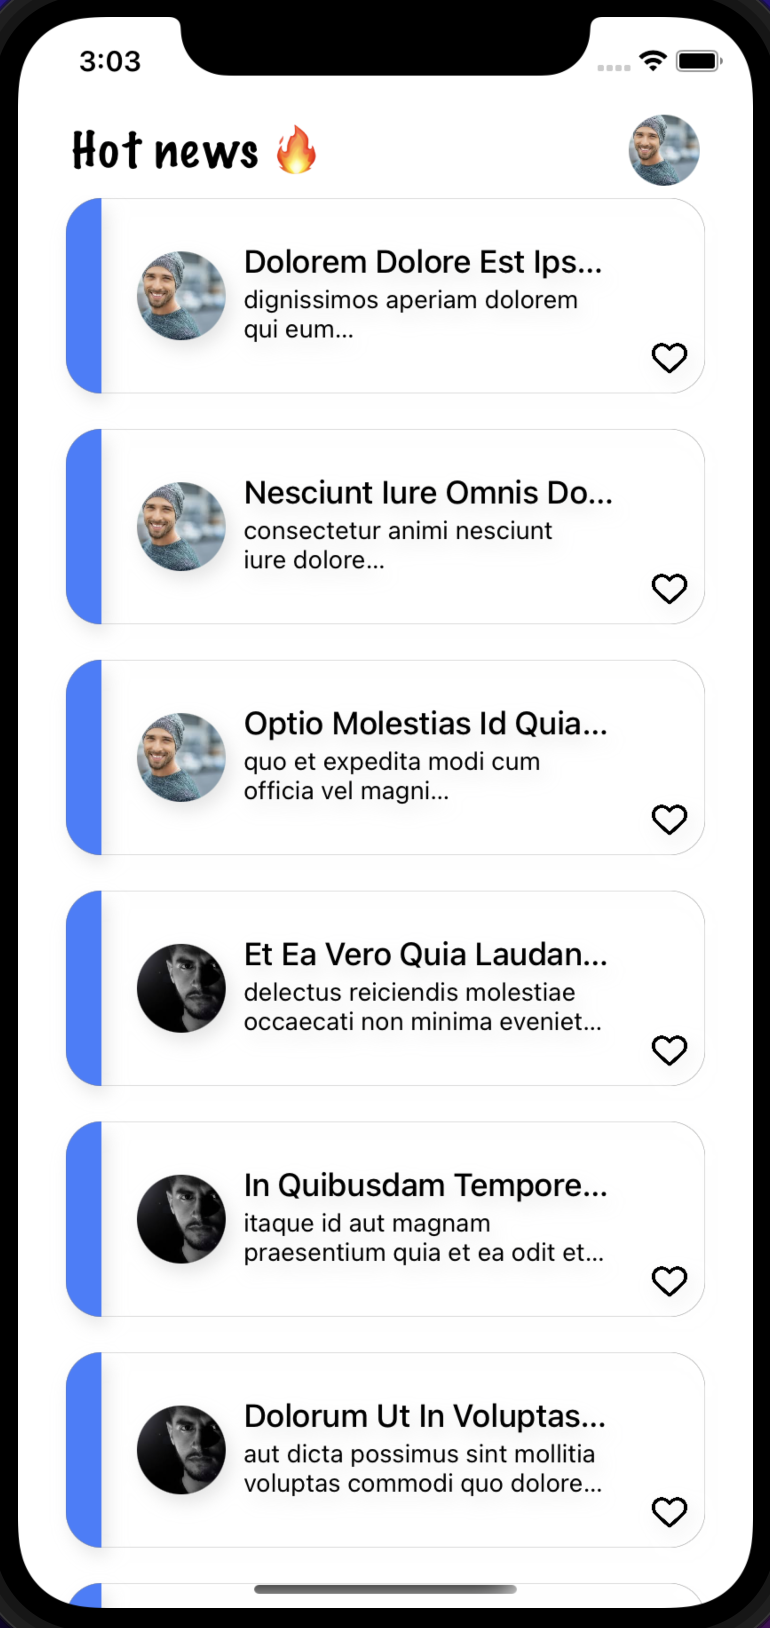 3:03
Hot news 🔥
Dolorem Dolore Est Ips...
dignissimos aperiam dolorem
qui eum...
Nesciunt Iure Omnis Do...
consectetur animi nesciunt
iure dolore...
Optio Molestias Id Quia...
quo et expedita modi cum
officia vel magni...
Et Ea Vero Quia Laudan...
delectus reiciendis molestiae
occaecati non minima eveniet...
In Quibusdam Tempore...
itaque id aut magnam
praesentium quia et ea odit et...
Dolorum Ut In Voluptas...
aut dicta possimus sint mollitia
voluptas commodi quo dolore...